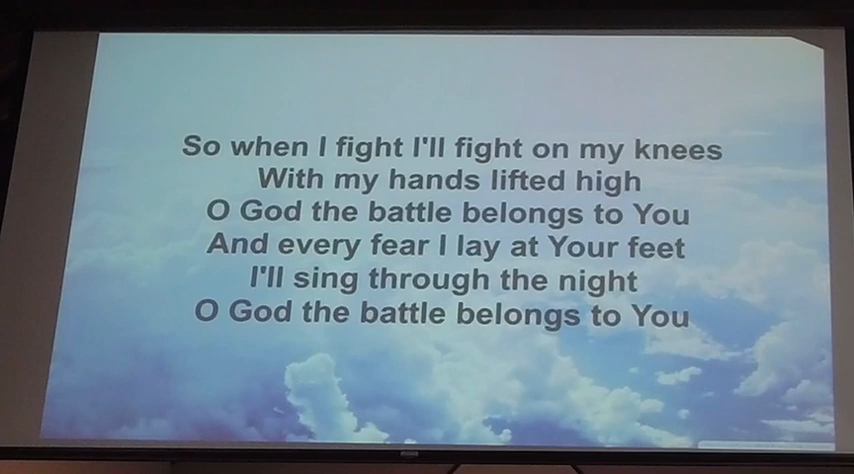 So when I fight I'll fight on my knees
With my hands lifted high
O God the battle belongs to You
And every fear I lay at Your feet
I'll sing through the night
O God the battle belongs to You